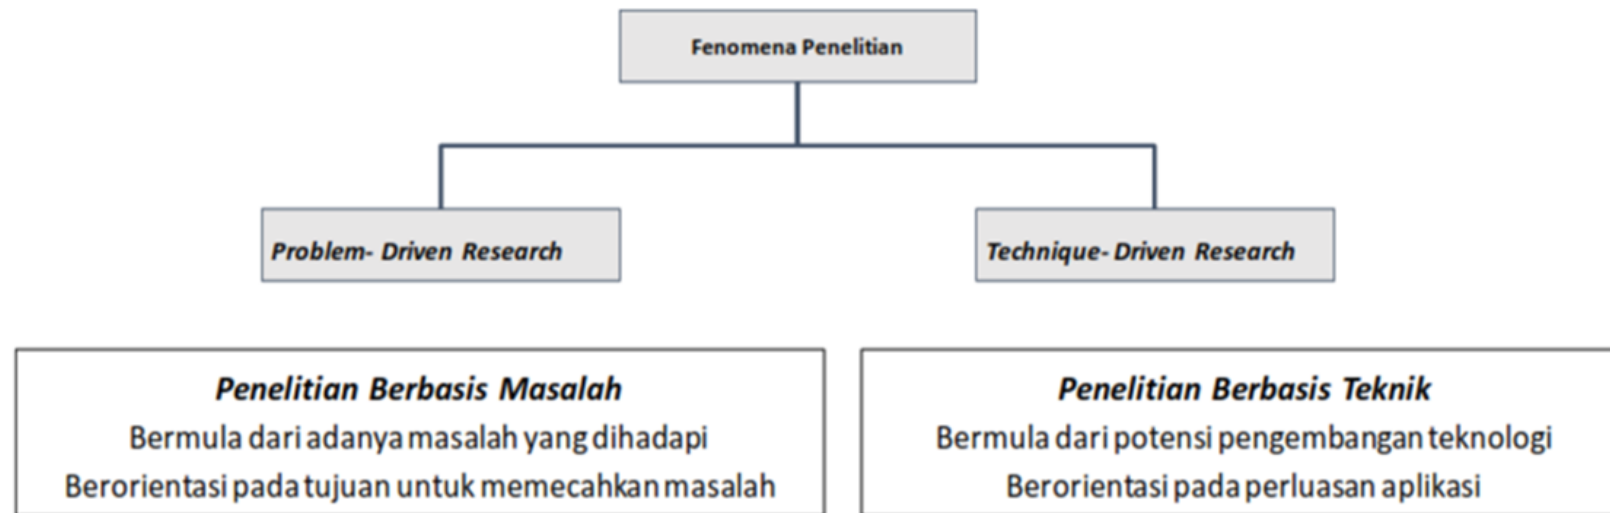 Fenomena Penelitian
Problem- Driven Research
Technique- Driven Research
Penelitian Berbasis Masalah
Bermula dari adanya masalah yang dihadapi
Berorientasi pada tujuan untuk memecahkan masalah
Penelitian Berbasis Teknik
Bermula dari potensi pengembangan teknologi
Berorientasi pada perluasan aplikasi